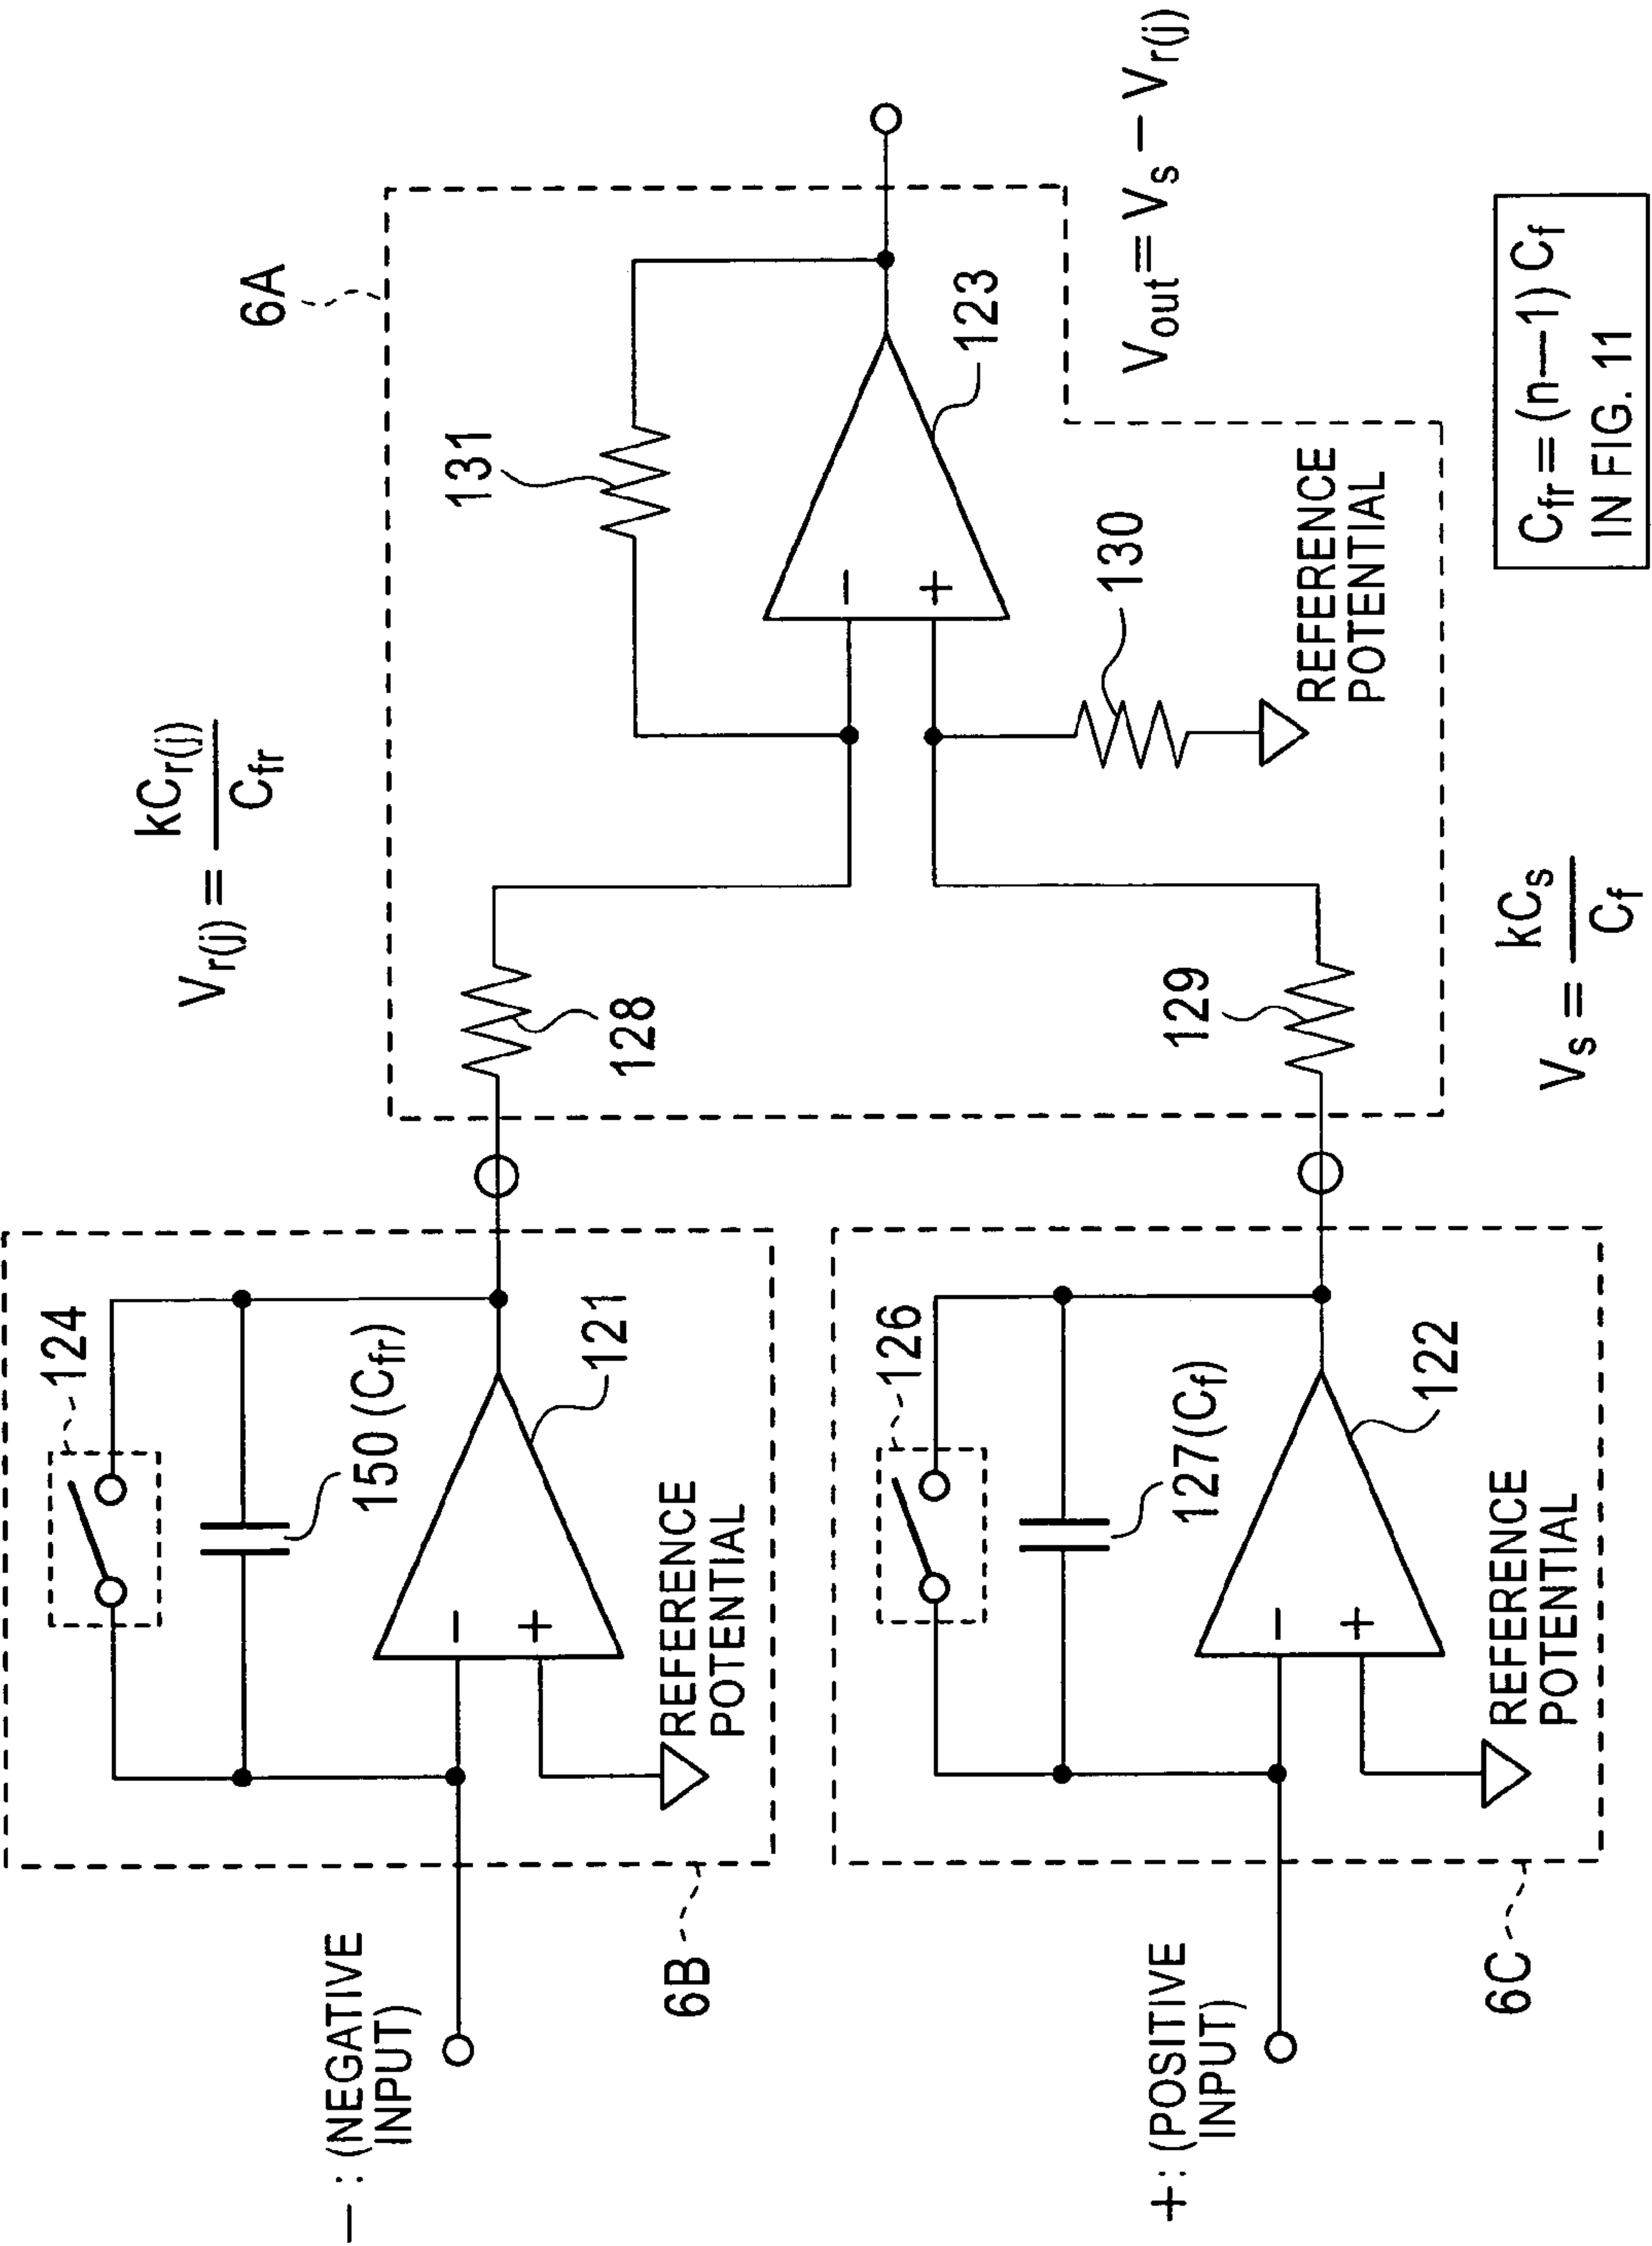 − : (NEGATIVE
INPUT)
6B
124
150 (Cfr)
121
REFERENCE
POTENTIAL
Vr(j) = kCr(j) / Cfr
6A
128
131
123
130
REFERENCE
POTENTIAL
129
Vout = Vs − Vr(j)
+ : (POSITIVE
INPUT)
6C
126
127 (Cf)
122
REFERENCE
POTENTIAL
Vs = kCs / Cf
Cfr = (n—1) Cf
IN FIG. 11
−
+
−
+
−
+